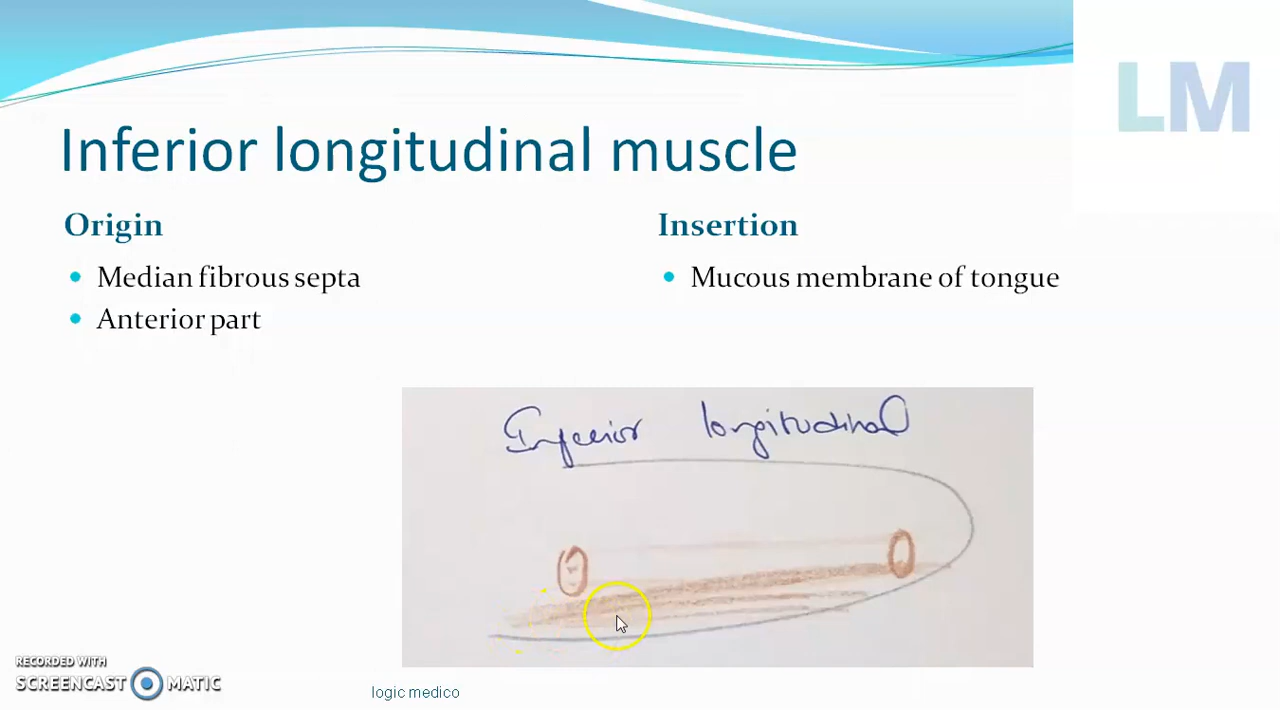 LM
Inferior longitudinal muscle
Origin
Insertion
Median fibrous septa
Mucous membrane of tongue
Anterior part
Inferior longitudinal
RECORDED WITH
SCREENCAST MATIC
logic medico